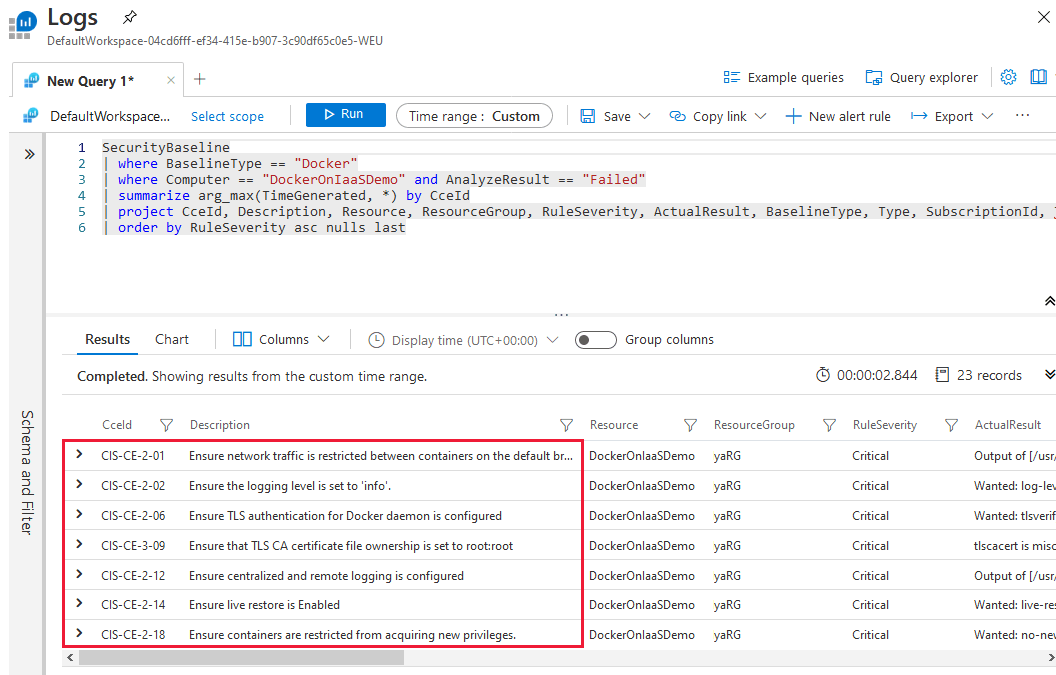 Logs
DefaultWorkspace-04cd6fff-ef34-415e-b907-3c90df65c0e5-WEU
New Query 1*
Example queries
Query explorer
DefaultWorkspace...
Select scope
Run
Time range : Custom
Save
Copy link
New alert rule
Export
1 SecurityBaseline
2 | where BaselineType == "Docker"
3 | where Computer == "DockerOnIaaSDemo" and AnalyzeResult == "Failed"
4 | summarize arg_max(TimeGenerated, *) by CceId
5 | project CceId, Description, Resource, ResourceGroup, RuleSeverity, ActualResult, BaselineType, Type, SubscriptionId,
6 | order by RuleSeverity asc nulls last
Schema and Filter
Results Chart Columns Display time (UTC+00:00) Group columns
Completed. Showing results from the custom time range. 00:00:02.844 23 records
CceId Description Resource ResourceGroup RuleSeverity ActualResult
CIS-CE-2-01 Ensure network traffic is restricted between containers on the default br... DockerOnIaaSDemo yaRG Critical Output of [/usr/
CIS-CE-2-02 Ensure the logging level is set to 'info'. DockerOnIaaSDemo yaRG Critical Wanted: log-lev
CIS-CE-2-06 Ensure TLS authentication for Docker daemon is configured DockerOnIaaSDemo yaRG Critical Wanted: tlsverif
CIS-CE-3-09 Ensure that TLS CA certificate file ownership is set to root:root DockerOnIaaSDemo yaRG Critical tlscacert is misc
CIS-CE-2-12 Ensure centralized and remote logging is configured DockerOnIaaSDemo yaRG Critical Output of [/usr/
CIS-CE-2-14 Ensure live restore is Enabled DockerOnIaaSDemo yaRG Critical Wanted: live-res
CIS-CE-2-18 Ensure containers are restricted from acquiring new privileges. DockerOnIaaSDemo yaRG Critical Wanted: no-nev